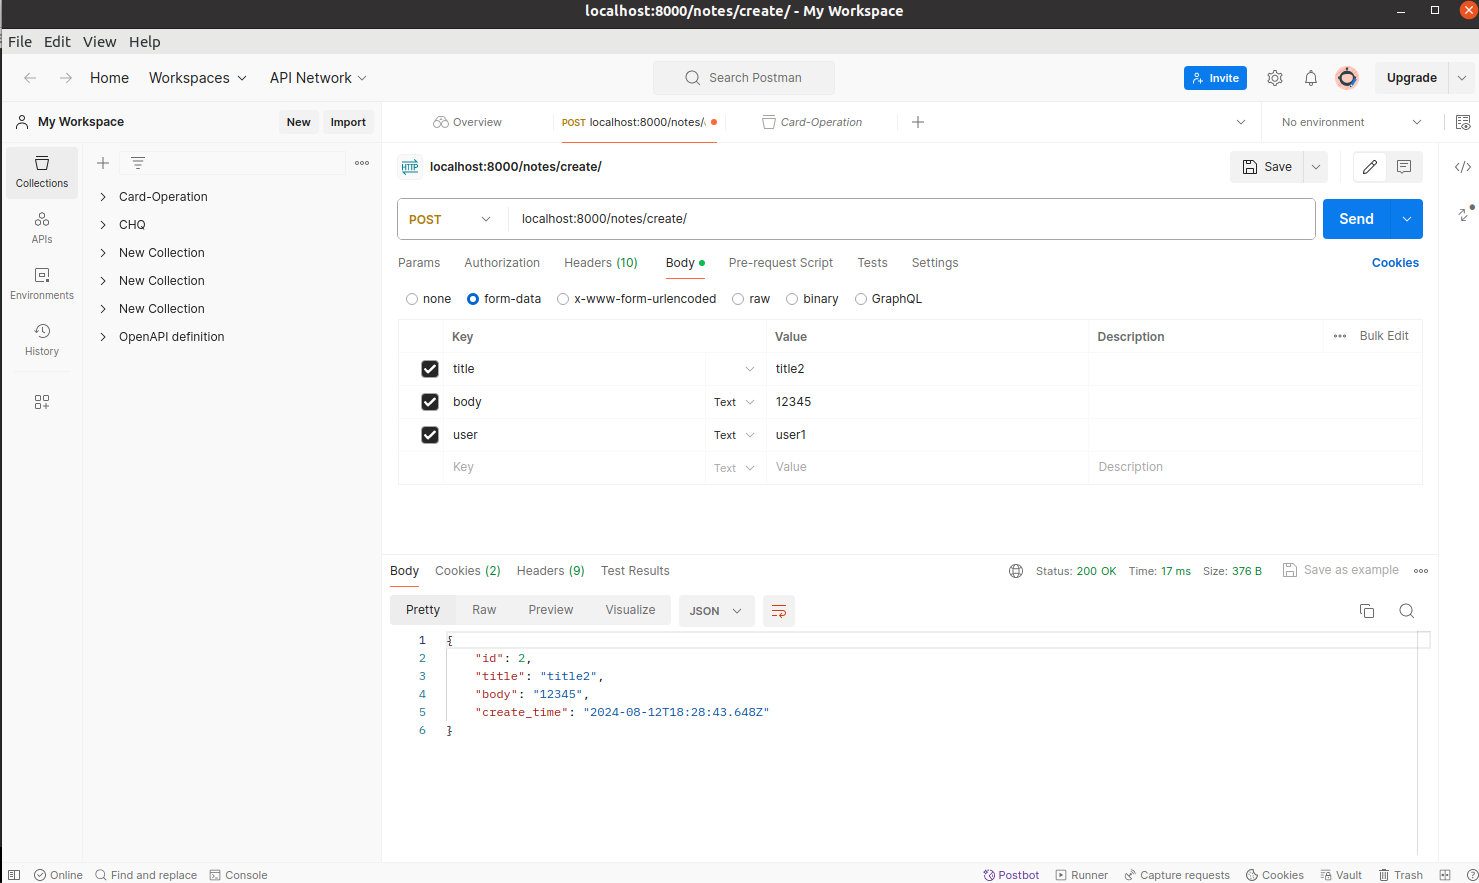 localhost:8000/notes/create/ - My Workspace
File Edit View Help
Home Workspaces API Network Search Postman Invite Upgrade
My Workspace New Import Overview POST localhost:8000/notes/ Card-Operation No environment
Collections
APIs
Environments
History
Card-Operation
CHQ
New Collection
New Collection
New Collection
OpenAPI definition
HTTP localhost:8000/notes/create/ Save
POST localhost:8000/notes/create/ Send
Params Authorization Headers (10) Body Pre-request Script Tests Settings Cookies
none form-data x-www-form-urlencoded raw binary GraphQL
Key Value Description Bulk Edit
title title2
body Text 12345
user Text user1
Key Text Value Description
Body Cookies (2) Headers (9) Test Results Status: 200 OK Time: 17 ms Size: 376 B Save as example
Pretty Raw Preview Visualize JSON
1 {
2 "id": 2,
3 "title": "title2",
4 "body": "12345",
5 "create_time": "2024-08-12T18:28:43.648Z"
6 }
Online Find and replace Console Postbot Runner Capture requests Cookies Vault Trash